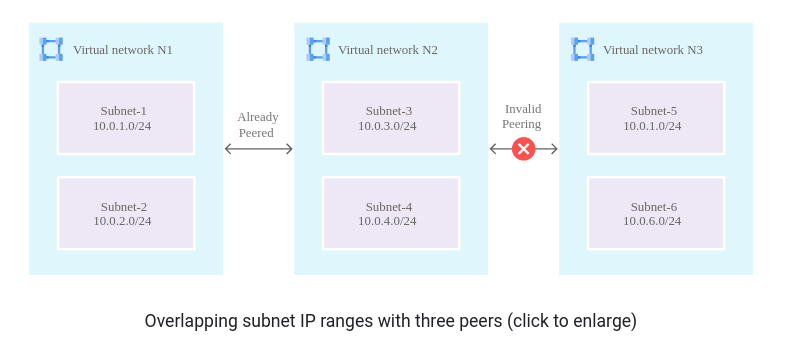 Virtual network N1
Virtual network N2
Virtual network N3
Subnet-1
10.0.1.0/24
Subnet-2
10.0.2.0/24
Already
Peered
Subnet-3
10.0.3.0/24
Subnet-4
10.0.4.0/24
Invalid
Peering
Subnet-5
10.0.1.0/24
Subnet-6
10.0.6.0/24
Overlapping subnet IP ranges with three peers (click to enlarge)